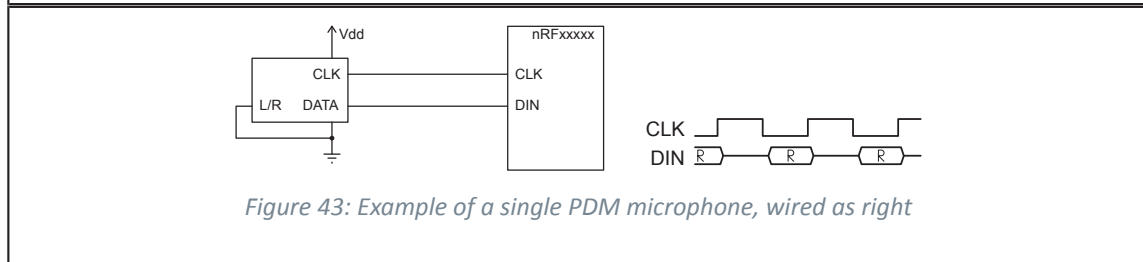 Vdd
nRFxxxxx
CLK
CLK
L/R
DATA
DIN
CLK
DIN
R
R
R
Figure 43: Example of a single PDM microphone, wired as right